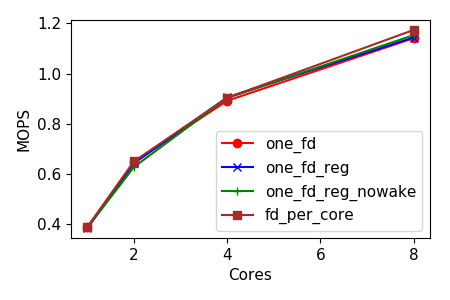 1.2
1.0
0.8
0.6
0.4
MOPS
one_fd
one_fd_reg
one_fd_reg_nowake
fd_per_core
2
4
6
8
Cores